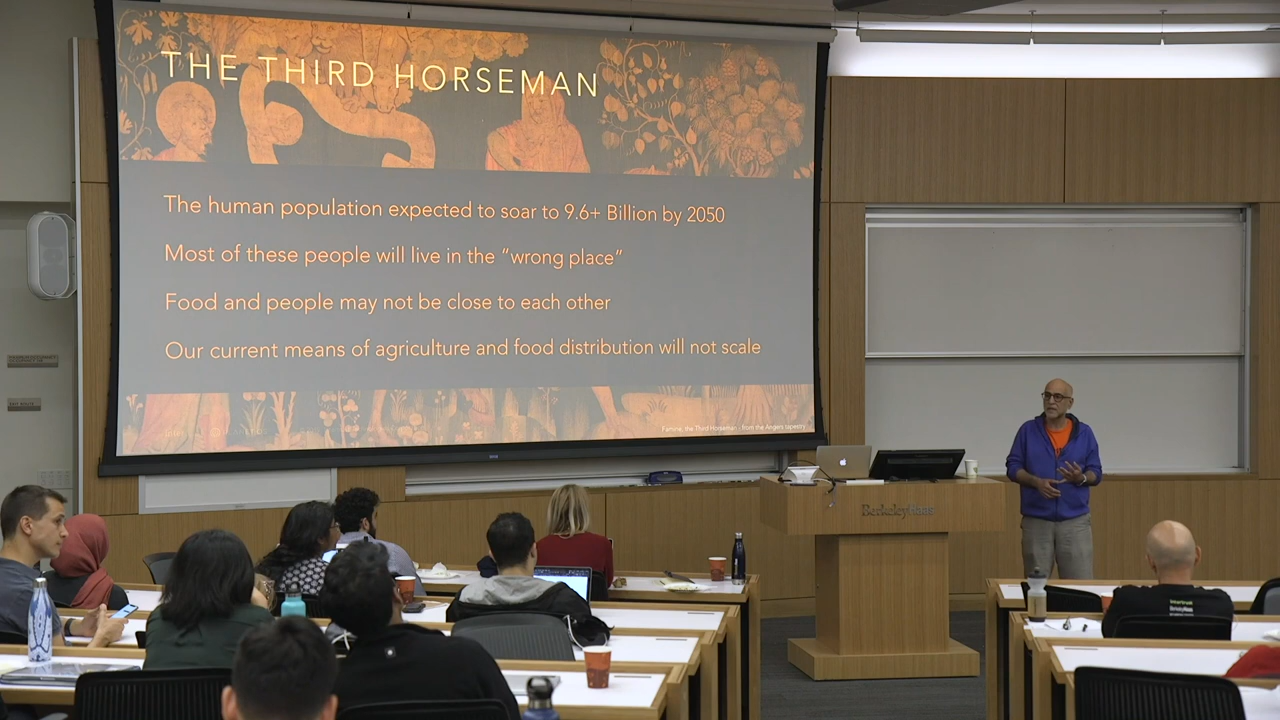 THE THIRD HORSEMAN
The human population expected to soar to 9.6+ Billion by 2050
Most of these people will live in the “wrong place”
Food and people may not be close to each other
Our current means of agriculture and food distribution will not scale
Famine, the Third Horseman - from the Angers tapestry
BerkeleyHaas